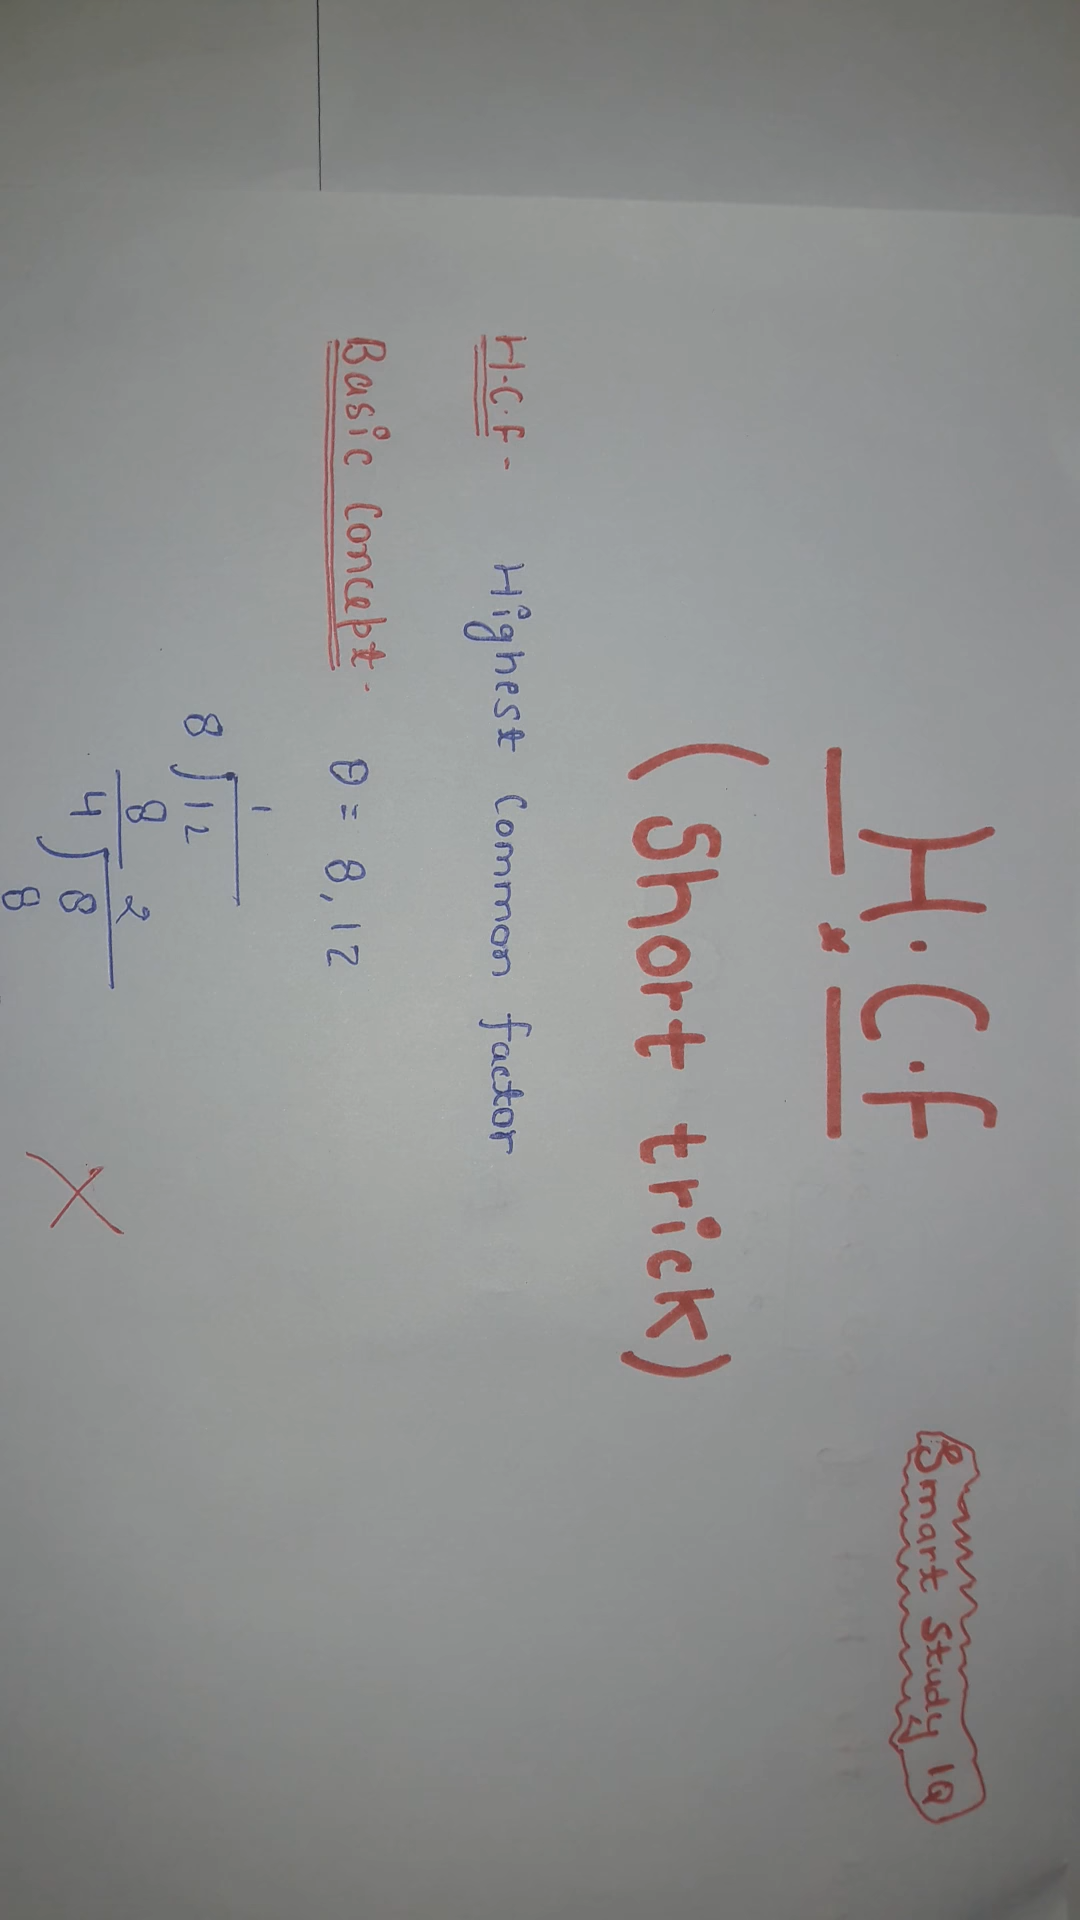 H.C.F
Smart Study IQ
(Short trick)
H.C.F - Highest Common factor
Basic Concept - θ = 8, 12
1
8 12
8 2
4 8
8
X